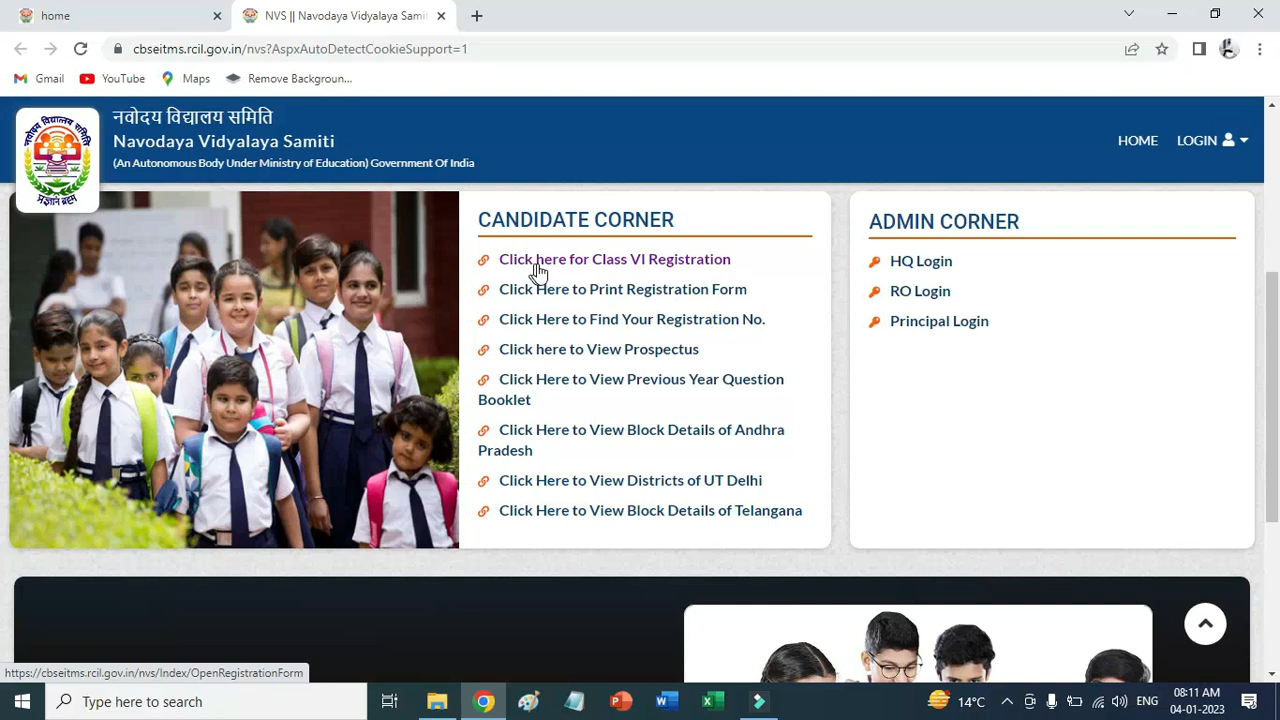 home
NVS || Navodaya Vidyalaya Samit
cbseitms.rcil.gov.in/nvs?AspxAutoDetectCookieSupport=1
Gmail
YouTube
Maps
Remove Backgroun...
नवोदय विद्यालय समिति
Navodaya Vidyalaya Samiti
(An Autonomous Body Under Ministry of Education) Government Of India
HOME
LOGIN
नवोदय विद्यालय समिति
प्रज्ञानं ब्रह्म
CANDIDATE CORNER
Click here for Class VI Registration
Click Here to Print Registration Form
Click Here to Find Your Registration No.
Click here to View Prospectus
Click Here to View Previous Year Question
Booklet
Click Here to View Block Details of Andhra
Pradesh
Click Here to View Districts of UT Delhi
Click Here to View Block Details of Telangana
ADMIN CORNER
HQ Login
RO Login
Principal Login
https://cbseitms.rcil.gov.in/nvs/Index/OpenRegistrationForm
Type here to search
14°C
ENG
08:11 AM
04-01-2023